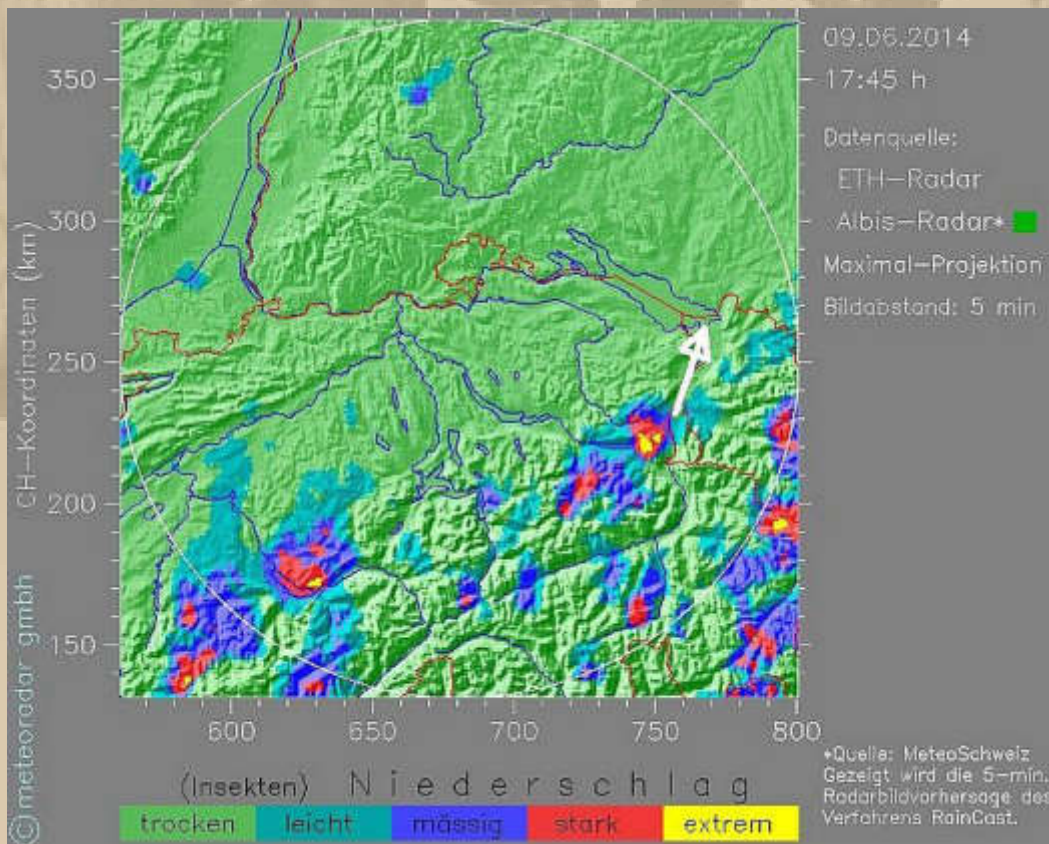 09.06.2014
17:45 h
Datenquelle:
ETH-Radar
Albis-Radar*
Maximal-Projektion
Bildabstand: 5 min
350
300
250
200
150
CH-Koordinaten (km)
© meteoradar gmbh
600 650 700 750 800
*Quelle: MeteoSchweiz
Gezeigt wird die 5-min.
Radarbildvorhersage des
Verfahrens RainCast.
(Insekten) Niederschlag
trocken leicht mässig stark extrem